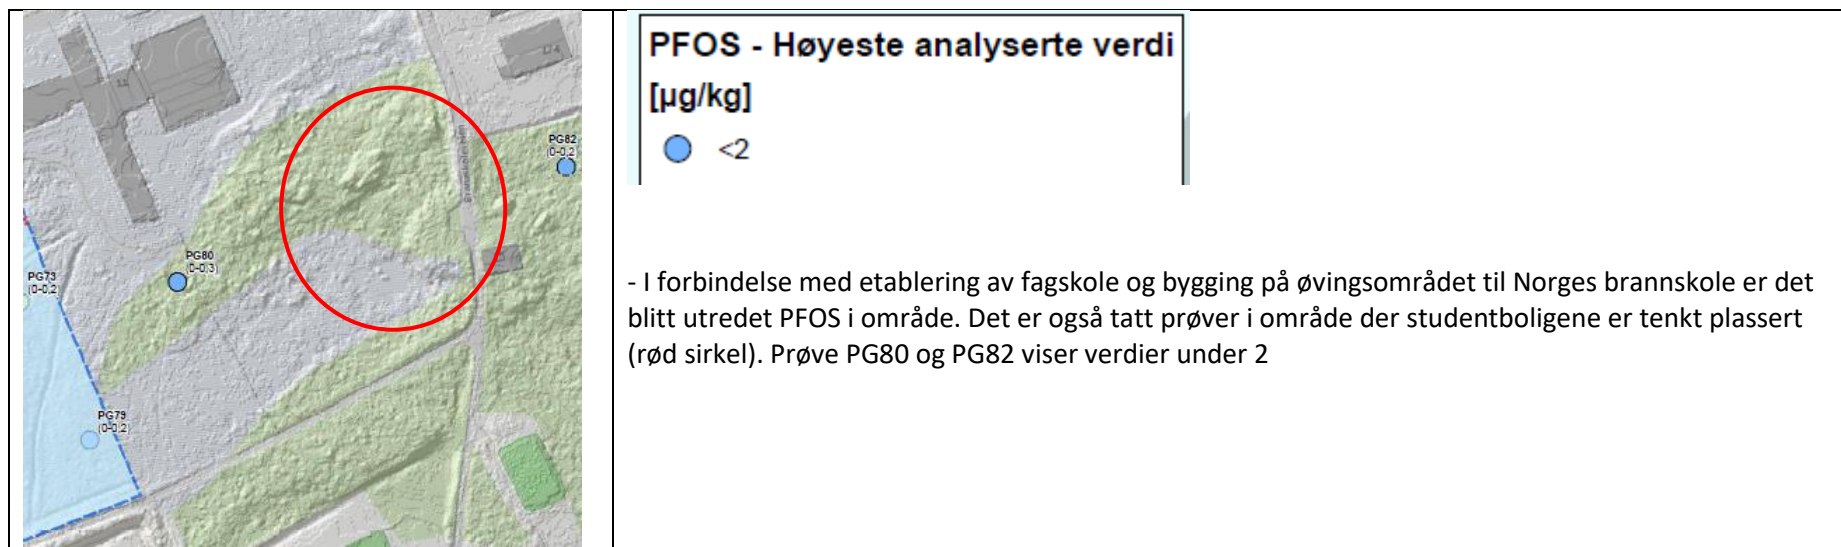 PG82
(0-0,2
PG80
(0-0,3)
PG73
(0-0,2)
PG79
(0-0,2)
PFOS - Høyeste analyserte verdi
[µg/kg]
<2
- I forbindelse med etablering av fagskole og bygging på øvingsområdet til Norges brannskole er det
blitt utredet PFOS i område. Det er også tatt prøver i område der studentboligene er tenkt plassert
(rød sirkel). Prøve PG80 og PG82 viser verdier under 2